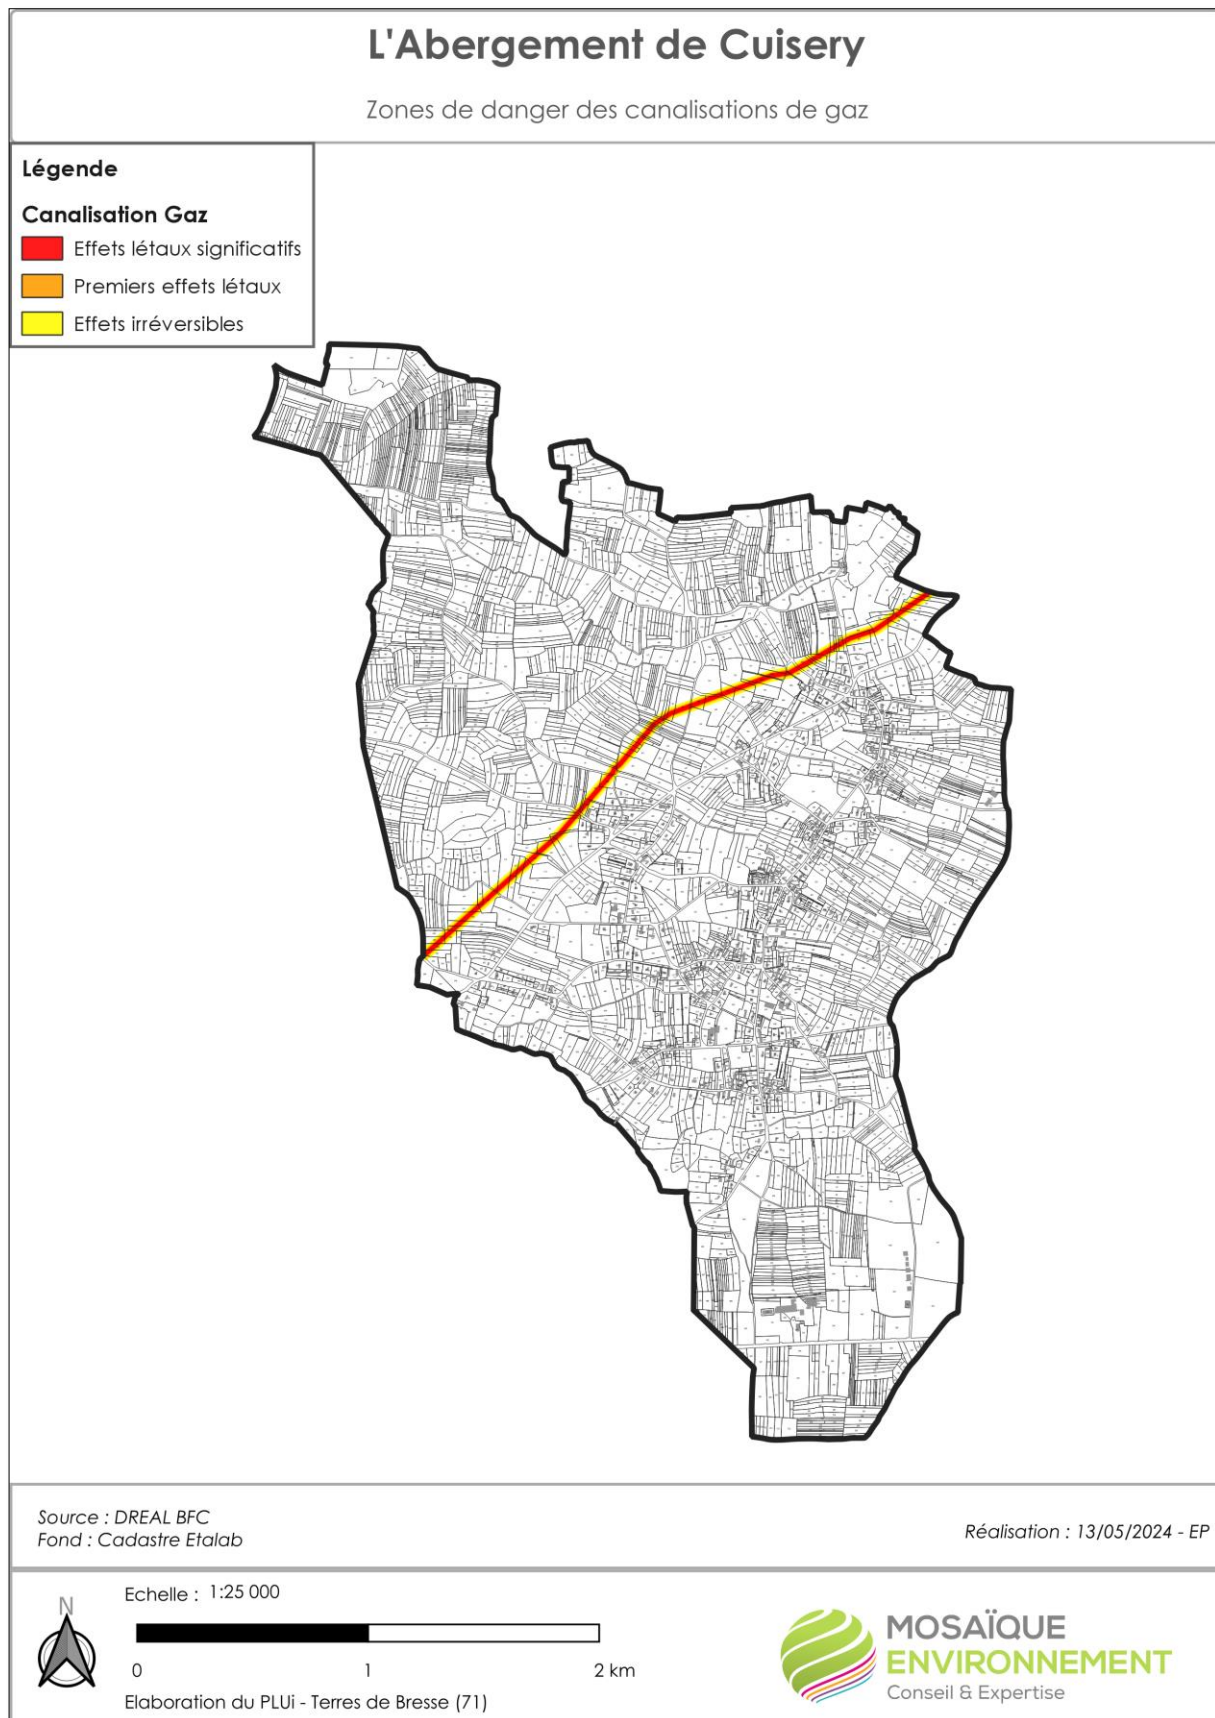 L'Abergement de Cuisery
Zones de danger des canalisations de gaz
Légende
Canalisation Gaz
Effets létaux significatifs
Premiers effets létaux
Effets irréversibles
Source : DREAL BFC
Fond : Cadastre Etalab
Réalisation : 13/05/2024 - EP
N
Echelle : 1:25 000
0 1 2 km
Elaboration du PLUi - Terres de Bresse (71)
MOSAÏQUE
ENVIRONNEMENT
Conseil & Expertise